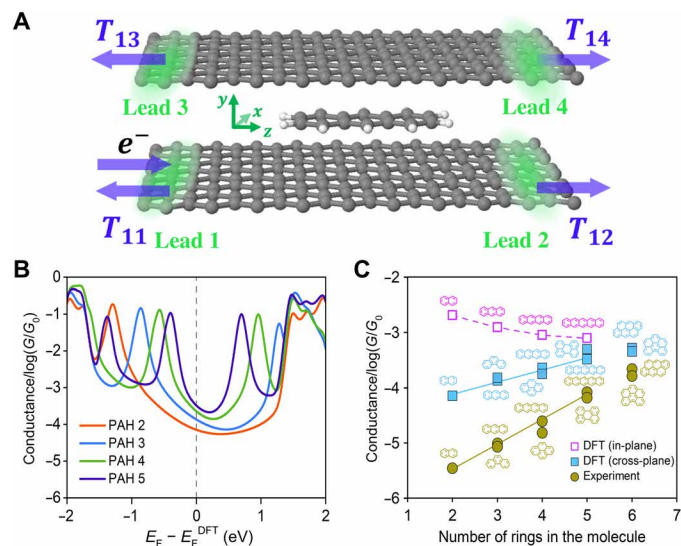 A
T₁₃
T₁₄
Lead 3
Lead 4
y
x
z
e⁻
T₁₁
Lead 1
Lead 2
T₁₂
B
Conductance/log(G/G₀)
0
−1
−2
−3
−4
−5
−6
PAH 2
PAH 3
PAH 4
PAH 5
−2 −1 0 1 2
E_F − E_F^DFT (eV)
C
Conductance/log(G/G₀)
−2
−3
−4
−5
−6
DFT (in-plane)
DFT (cross-plane)
Experiment
1 2 3 4 5 6 7
Number of rings in the molecule